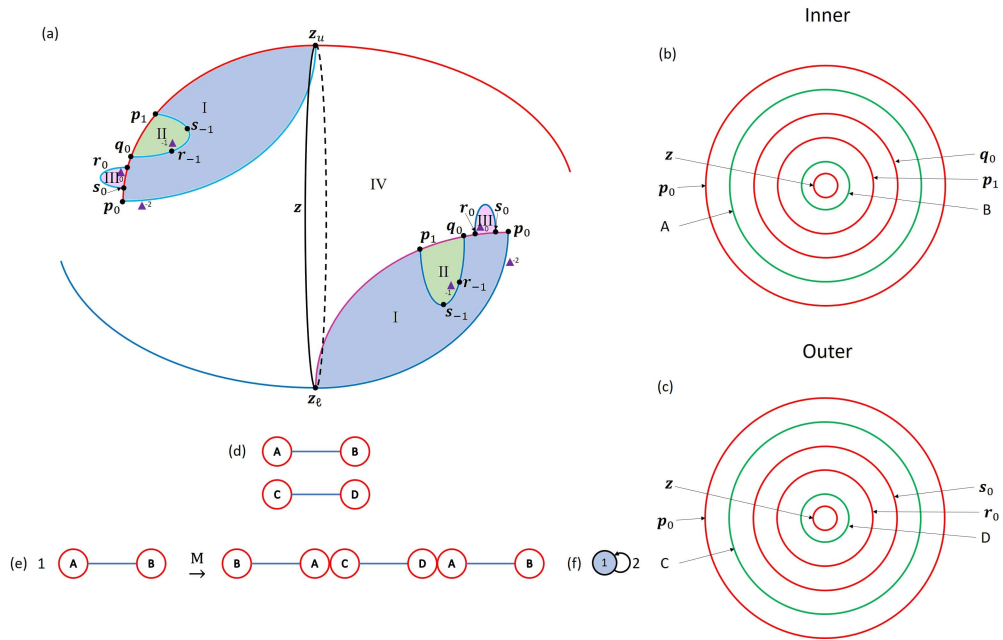 (a)
z_u
p_1
I
s_{-1}
II
-1
q_0
r_{-1}
r_0
III
0
s_0
p_0
-2
z
IV
r_0
s_0
III
0
q_0
p_0
p_1
-2
II
r_{-1}
-1
s_{-1}
I
z_ℓ
Inner
(b)
z
q_0
p_0
p_1
A
B
Outer
(c)
z
s_0
p_0
r_0
C
D
(d)
A B
C D
(e) 1 A B M → B A C D A B
(f) 1 2